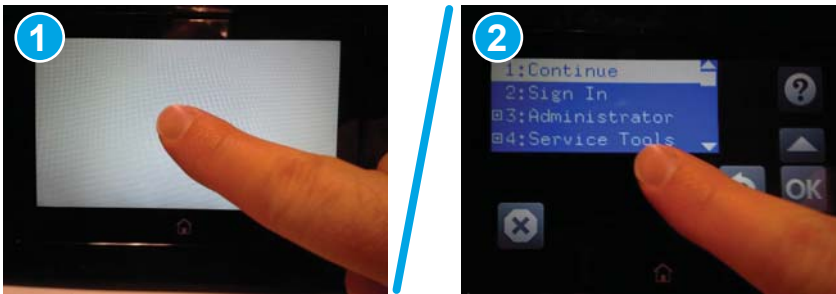 1
2
1:Continue
2:Sign In
?
+3:Administrator
+4:Service Tools
OK